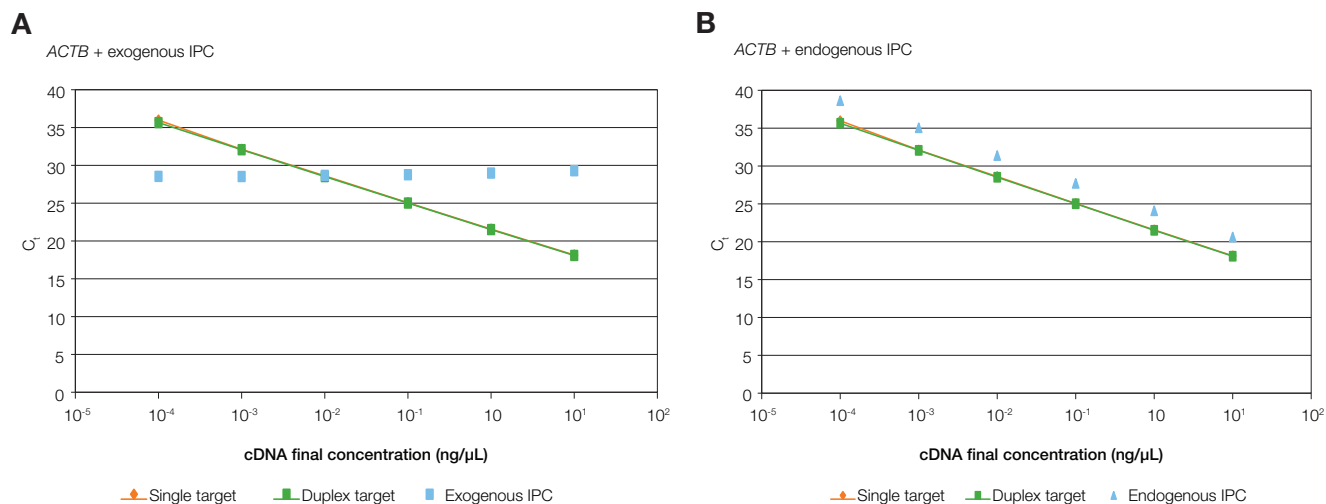 A
ACTB + exogenous IPC
40
35
30
25
20
15
10
5
0
Ct
10-5 10-4 10-3 10-2 10-1 10 101 102
cDNA final concentration (ng/µL)
Single target Duplex target Exogenous IPC
B
ACTB + endogenous IPC
40
35
30
25
20
15
10
5
0
Ct
10-5 10-4 10-3 10-2 10-1 10 101 102
cDNA final concentration (ng/µL)
Single target Duplex target Endogenous IPC